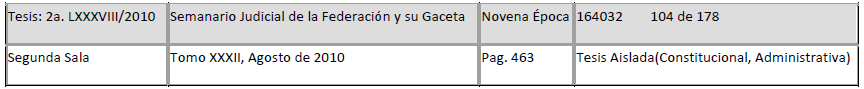 Tesis: 2a. LXXXVIII/2010 Semanario Judicial de la Federación y su Gaceta Novena Época 164032 104 de 178
Segunda Sala Tomo XXXII, Agosto de 2010 Pag. 463 Tesis Aislada(Constitucional, Administrativa)